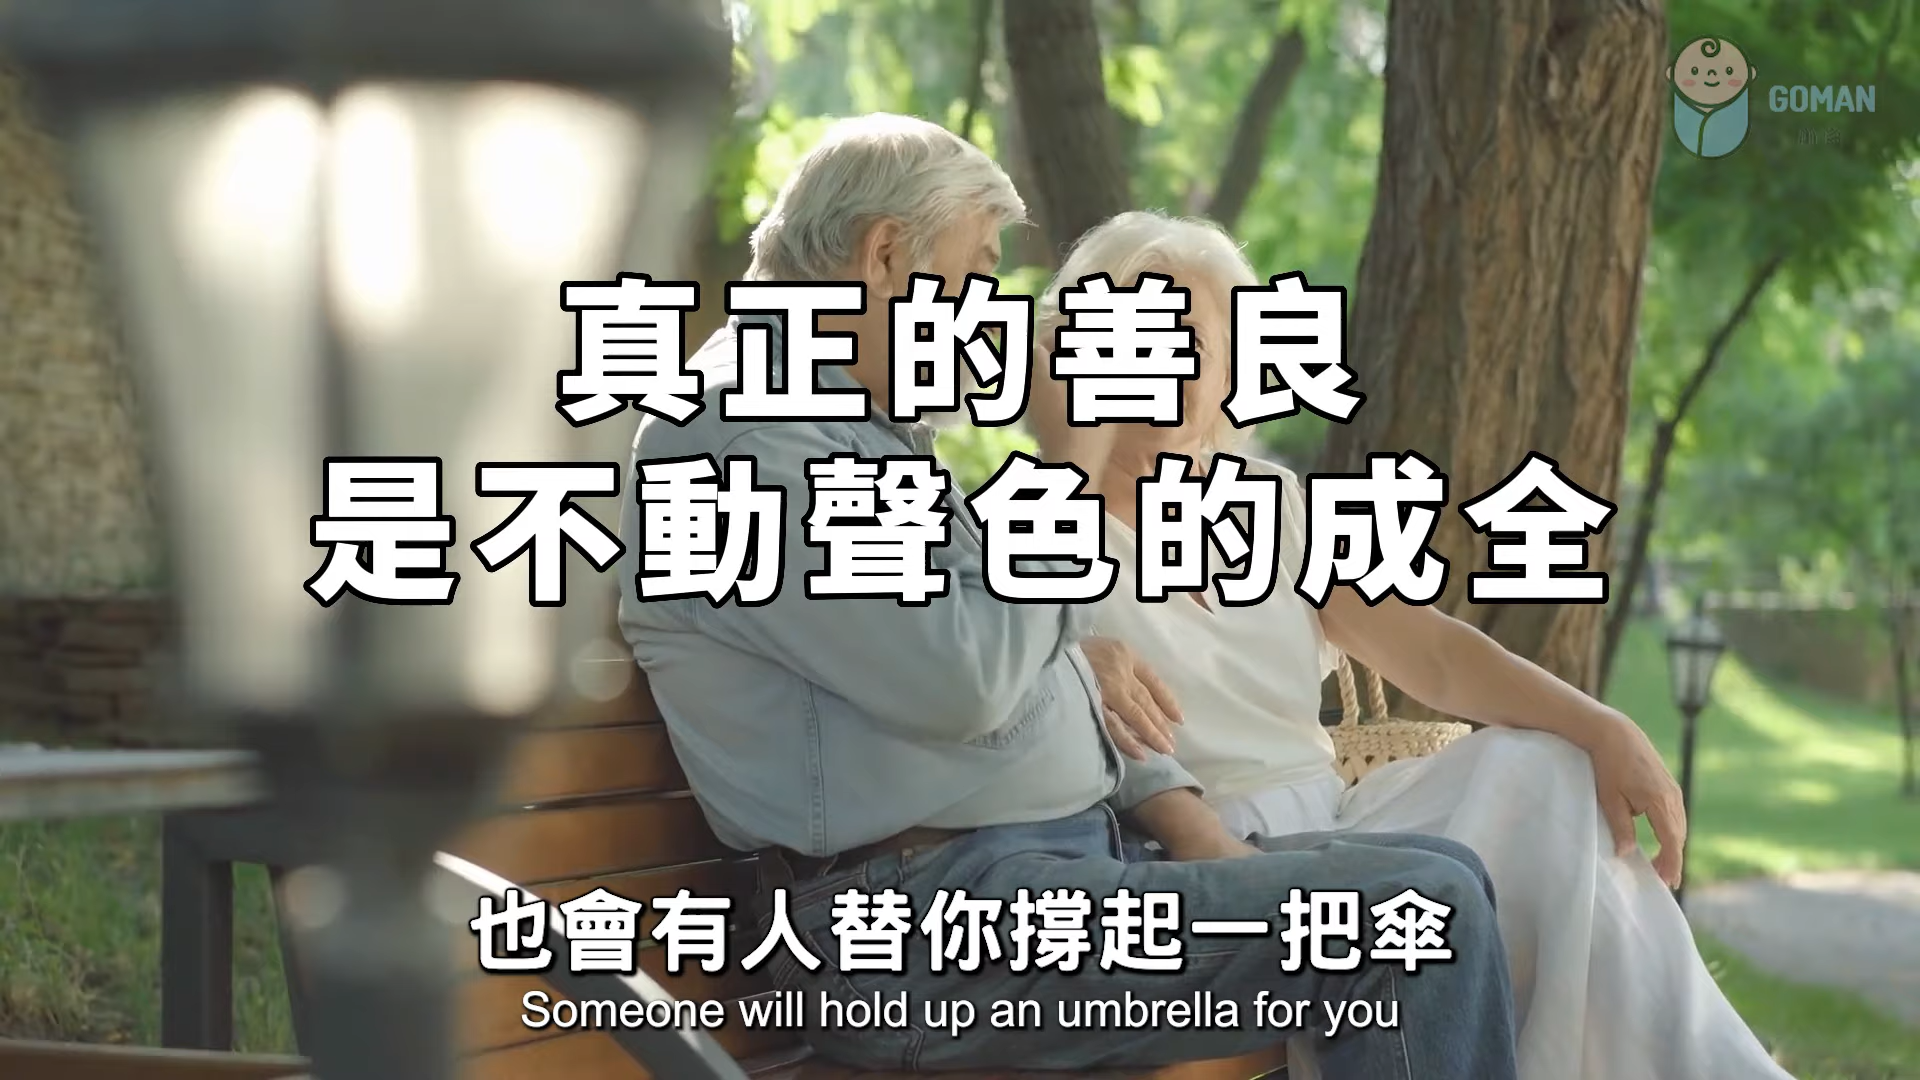 GOMAN
真正的善良
是不動聲色的成全
也會有人替你撐起一把傘
Someone will hold up an umbrella for you